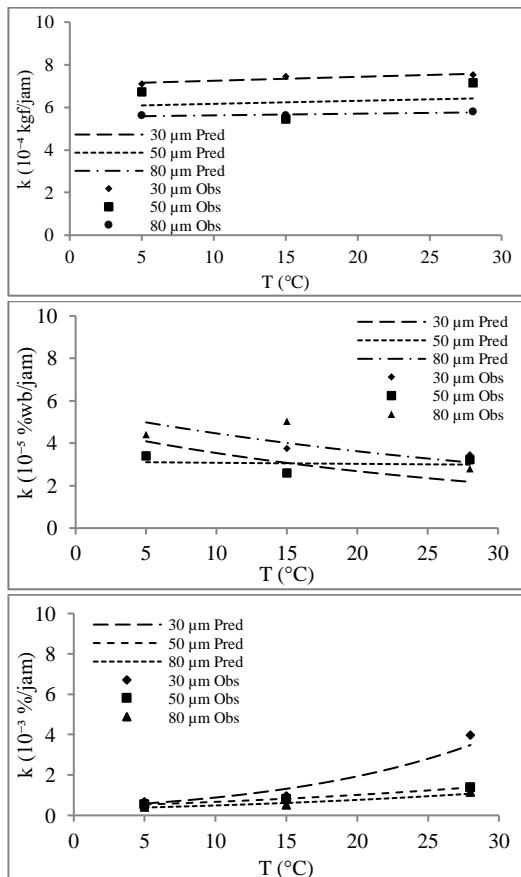 k (10⁻⁴ kgf/jam)
10
8
6
4
2
0
30 µm Pred
50 µm Pred
80 µm Pred
30 µm Obs
50 µm Obs
80 µm Obs
0 5 10 15 20 25 30
T (°C)
k (10⁻⁵ %wb/jam)
10
8
6
4
2
0
30 µm Pred
50 µm Pred
80 µm Pred
30 µm Obs
50 µm Obs
80 µm Obs
0 5 10 15 20 25 30
T (°C)
k (10⁻³ %/jam)
10
8
6
4
2
0
30 µm Pred
50 µm Pred
80 µm Pred
30 µm Obs
50 µm Obs
80 µm Obs
0 5 10 15 20 25 30
T (°C)